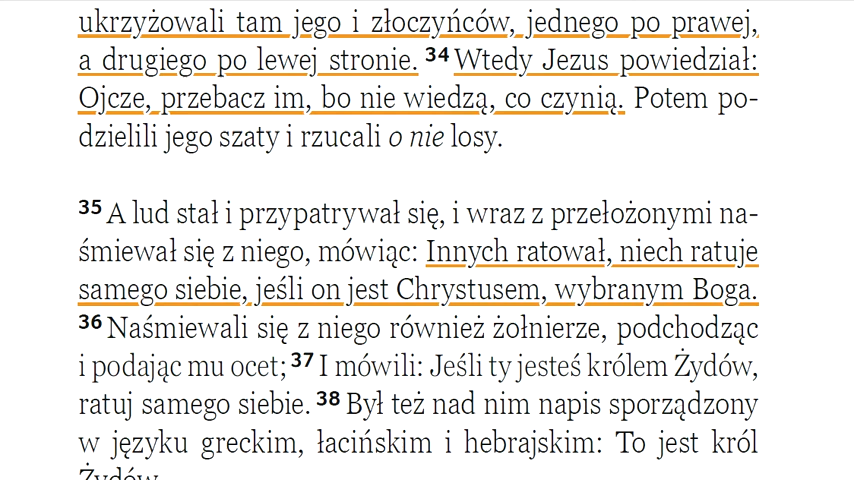 ukrzyżowali tam jego i złoczyńców, jednego po prawej,
a drugiego po lewej stronie. 34 Wtedy Jezus powiedział:
Ojcze, przebacz im, bo nie wiedzą, co czynią. Potem po-
dzielili jego szaty i rzucali o nie losy.
35 A lud stał i przypatrywał się, i wraz z przełożonymi na-
śmiewał się z niego, mówiąc: Innych ratował, niech ratuje
samego siebie, jeśli on jest Chrystusem, wybranym Boga.
36 Naśmiewali się z niego również żołnierze, podchodząc
i podając mu ocet; 37 I mówili: Jeśli ty jesteś królem Żydów,
ratuj samego siebie. 38 Był też nad nim napis sporządzony
w języku greckim, łacińskim i hebrajskim: To jest król
Żydów.